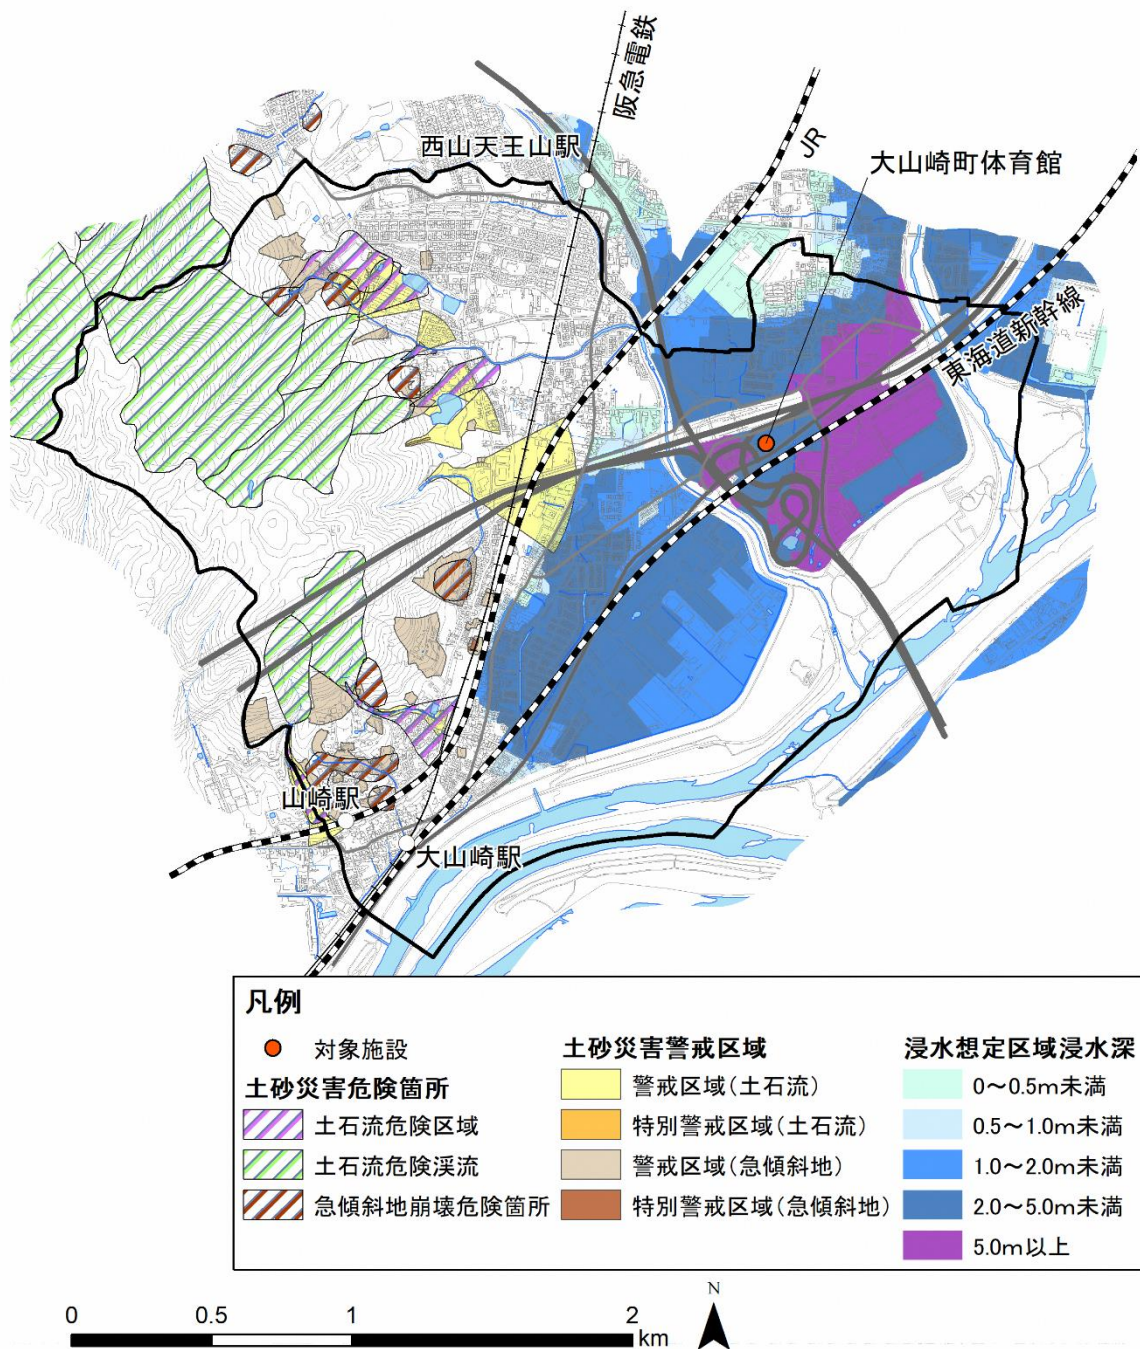 阪急電鉄
西山天王山駅
JR
大山崎町体育館
東海道新幹線
山崎駅
大山崎駅
凡例
対象施設
土砂災害危険箇所
土石流危険区域
土石流危険渓流
急傾斜地崩壊危険箇所
土砂災害警戒区域
警戒区域(土石流)
特別警戒区域(土石流)
警戒区域(急傾斜地)
特別警戒区域(急傾斜地)
浸水想定区域浸水深
0〜0.5m未満
0.5〜1.0m未満
1.0〜2.0m未満
2.0〜5.0m未満
5.0m以上
0 0.5 1 2
km
N